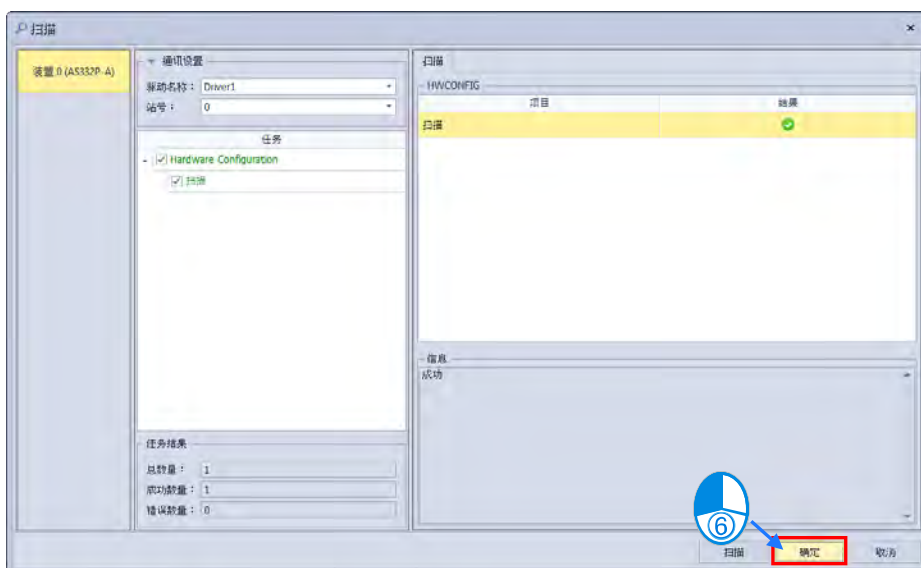 扫描
装置 0 (AS332P-A)
通讯设置
驱动名称： Driver1
站号： 0
任务
Hardware Configuration
扫描
任务结果
总数量： 1
成功数量： 1
错误数量： 0
扫描
HWCONFIG
项目 结果
扫描
信息
成功
⑥
扫描 确定 取消